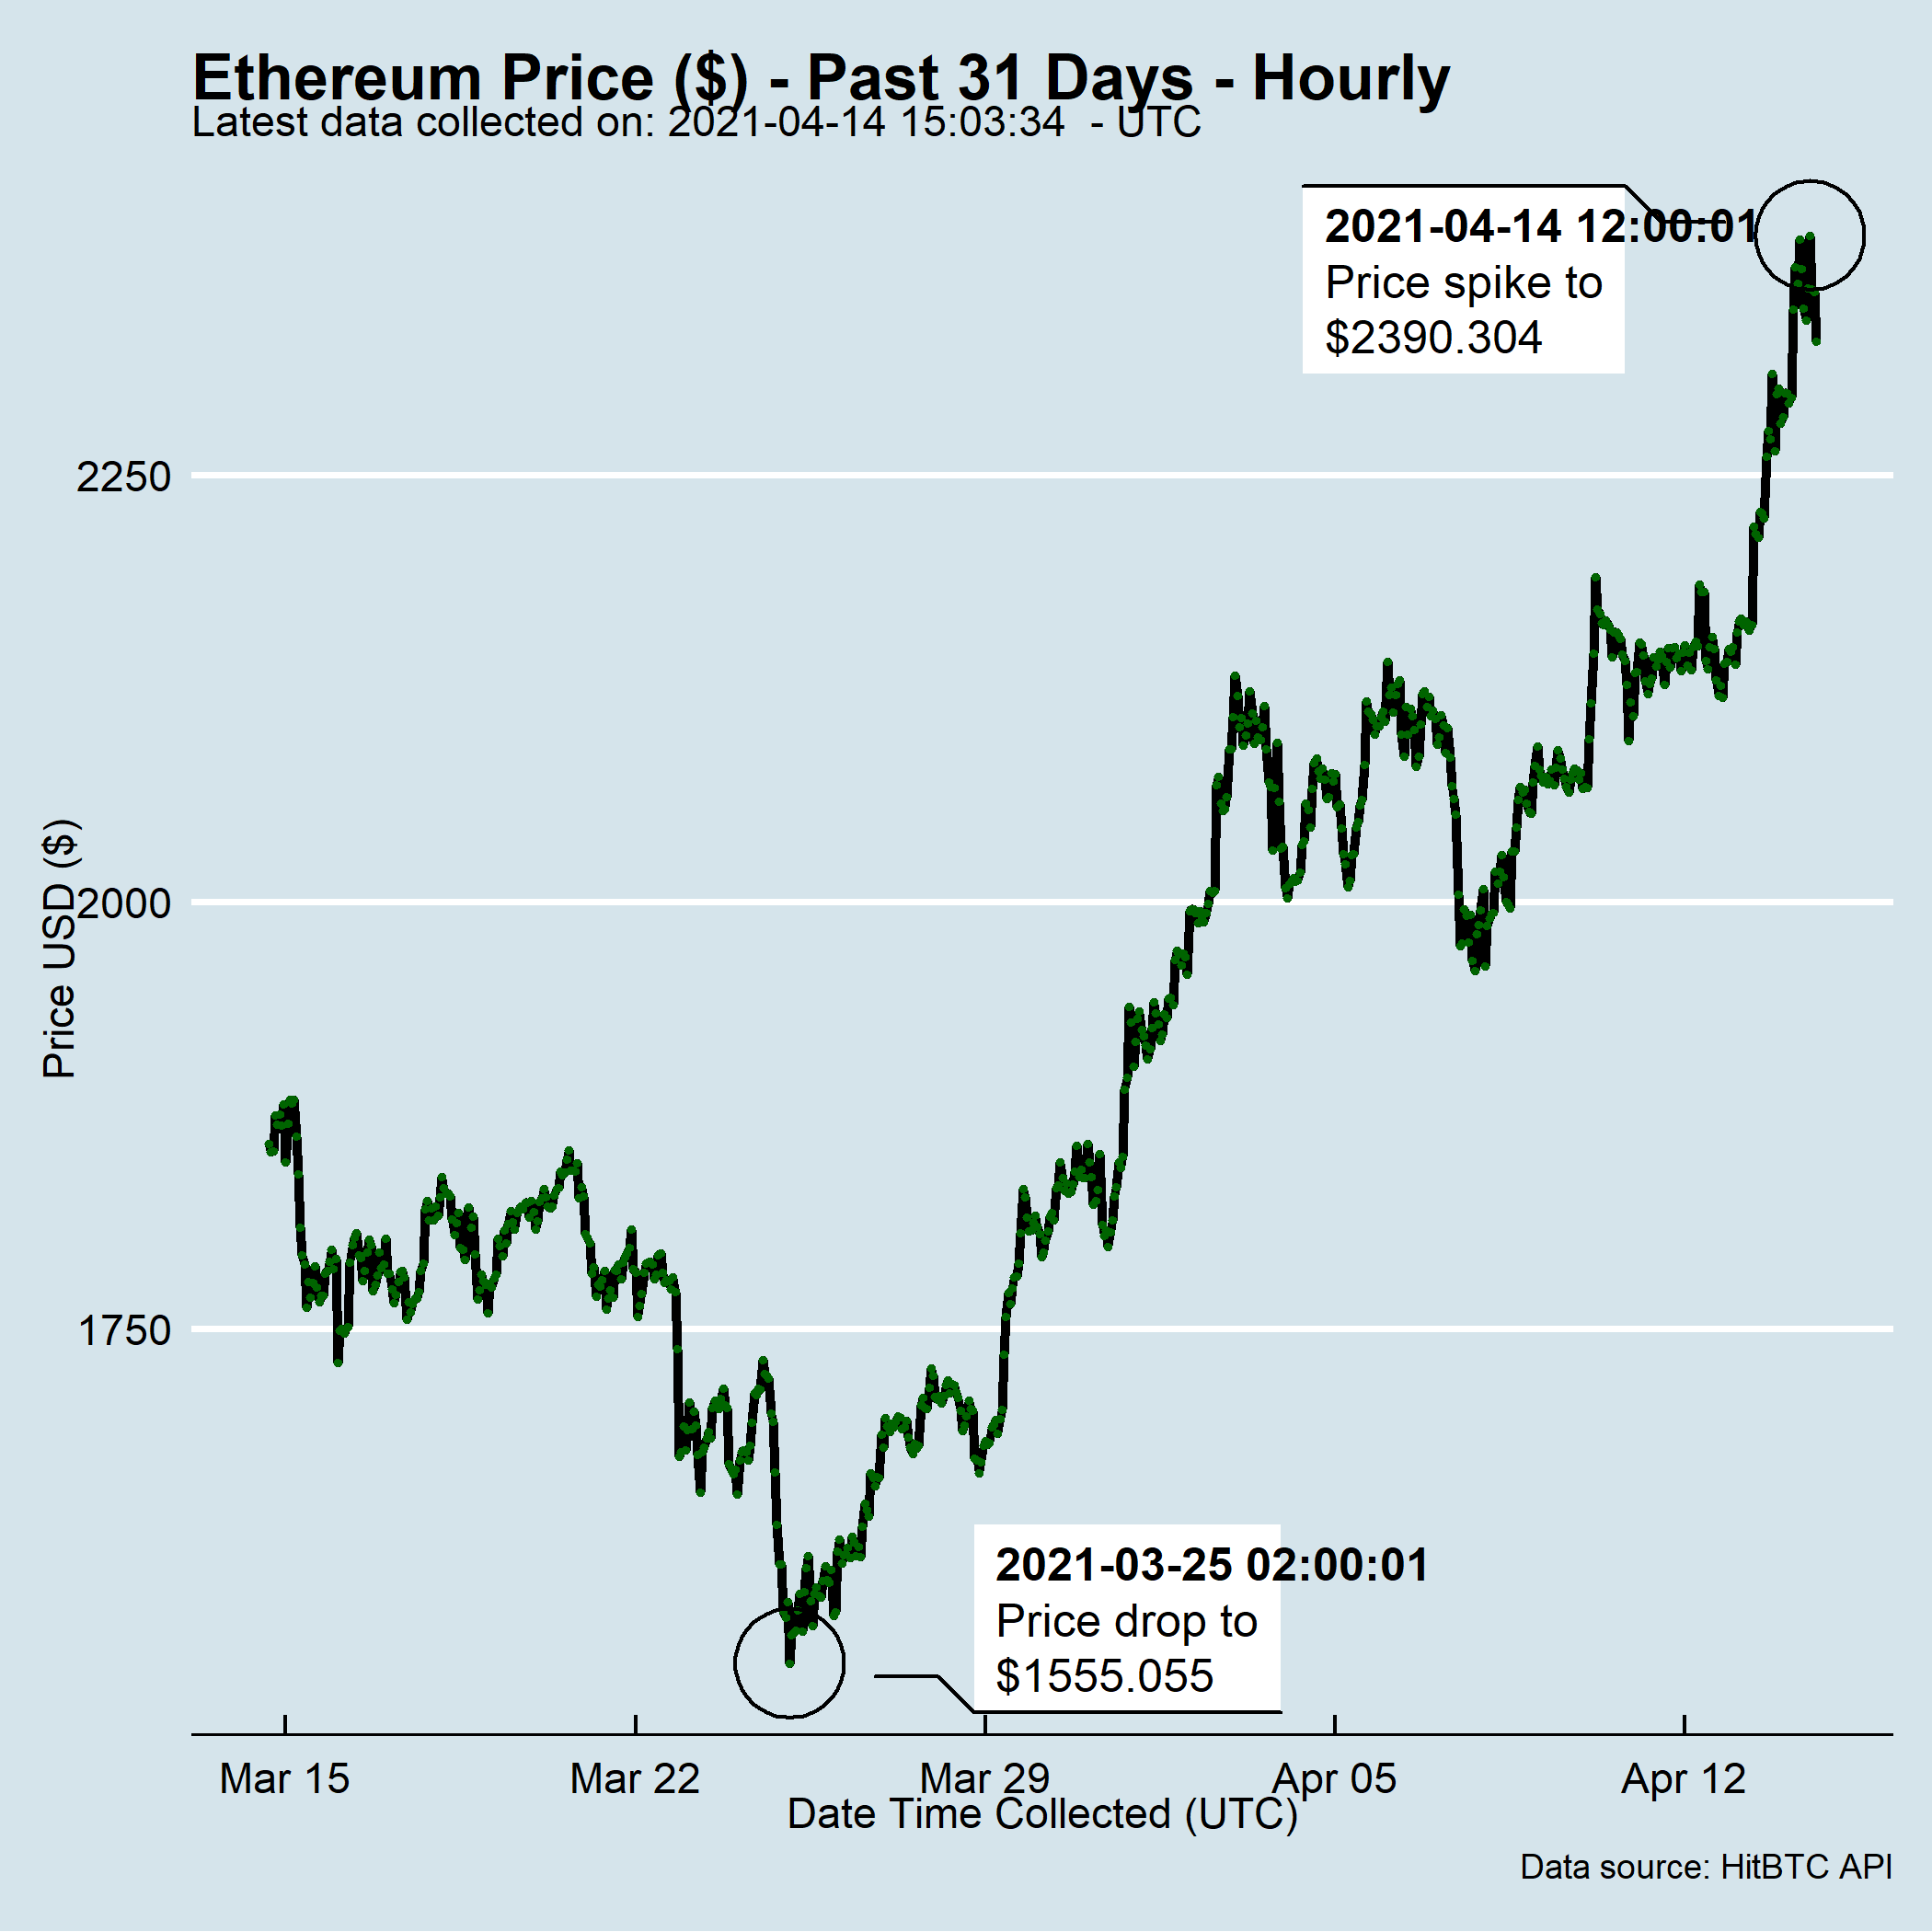 Ethereum Price ($) - Past 31 Days - Hourly
Latest data collected on: 2021-04-14 15:03:34  - UTC
2021-04-14 12:00:01
Price spike to
$2390.304
2250
2000
1750
Price USD ($)
2021-03-25 02:00:01
Price drop to
$1555.055
Mar 15 Mar 22 Mar 29 Apr 05 Apr 12
Date Time Collected (UTC)
Data source: HitBTC API